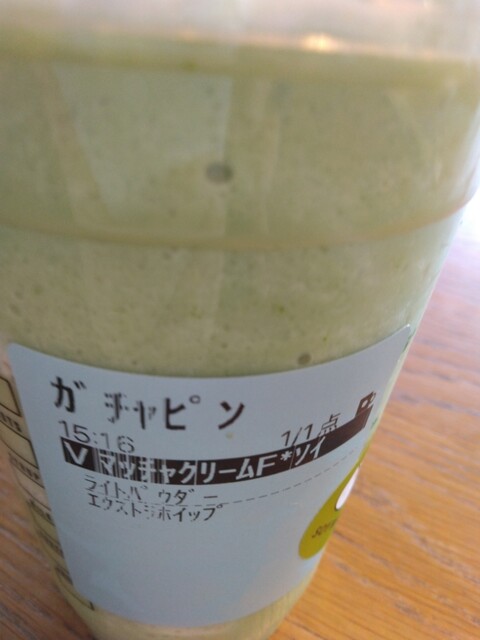 ガチャピン
15:16 1/1点
V マッチャクリームF*ソイ
ライトパウダー
エクストラホイップ